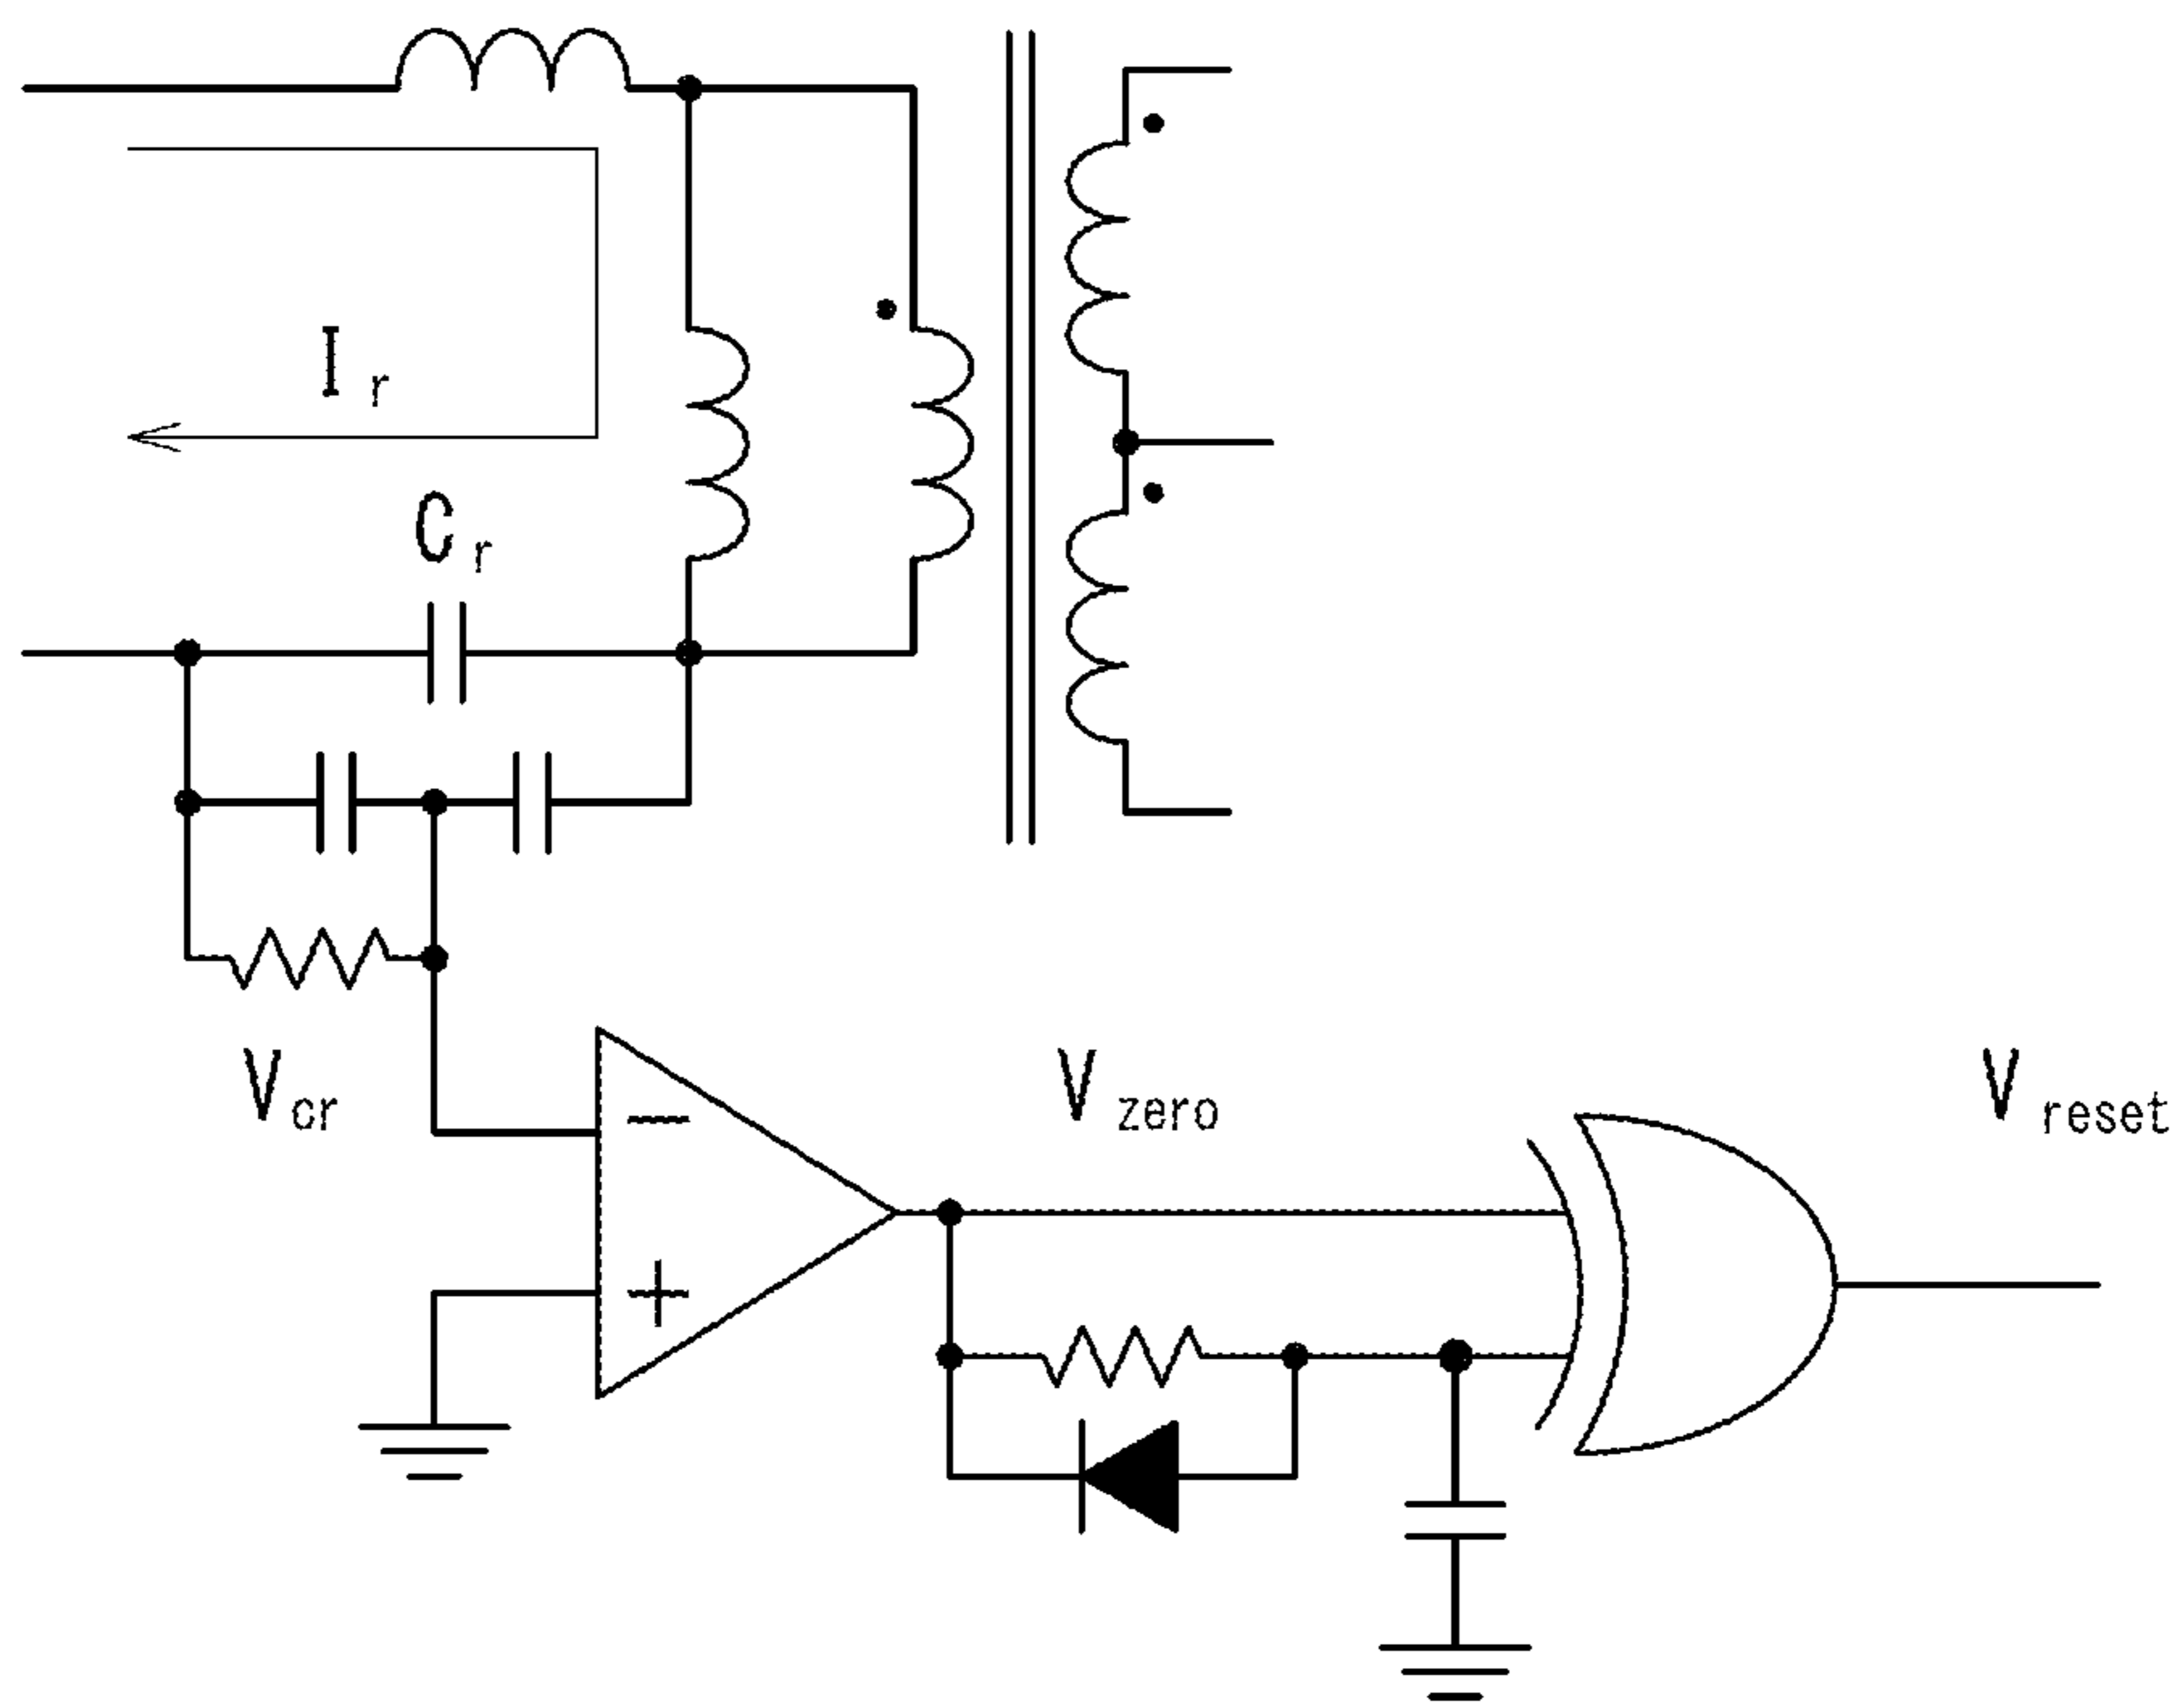 I r
C r
V cr
V zero
V reset
−
+